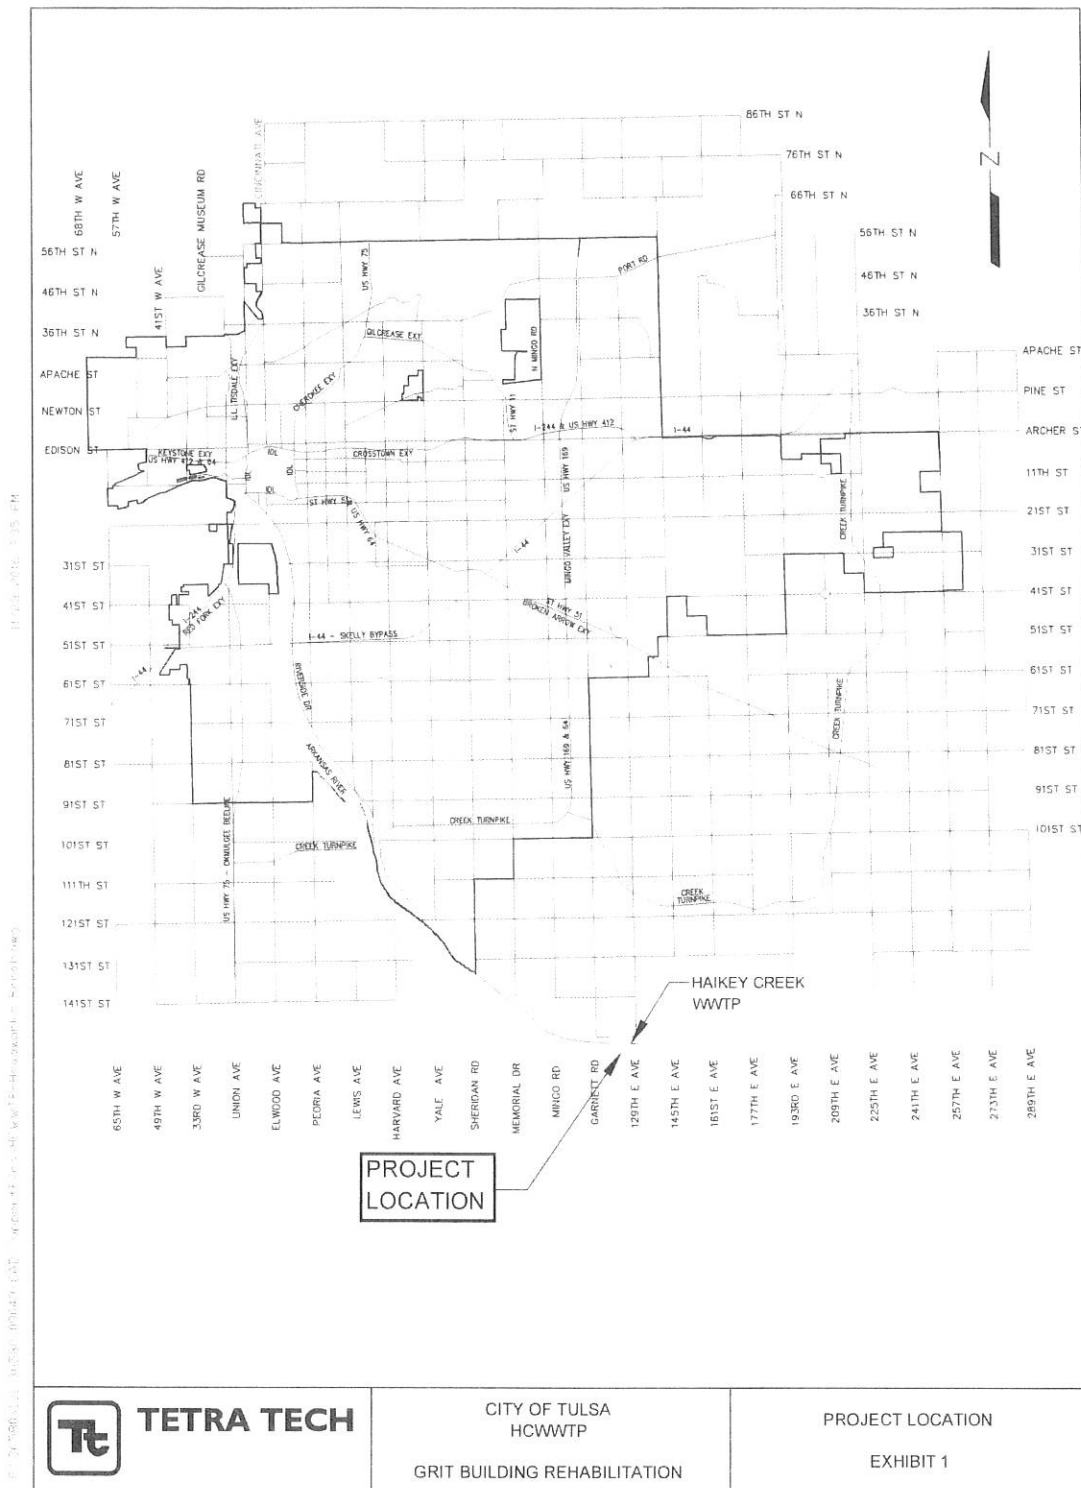 86TH ST N
76TH ST N
66TH ST N
CINCINNATI AVE
68TH W AVE
57TH W AVE
GILCREASE MUSEUM RD
41ST W AVE
N
56TH ST N
46TH ST N
36TH ST N
APACHE ST
NEWTON ST
EDISON ST
56TH ST N
46TH ST N
36TH ST N
APACHE ST
PINE ST
ARCHER ST
11TH ST
21ST ST
31ST ST
41ST ST
51ST ST
61ST ST
71ST ST
81ST ST
91ST ST
101ST ST
US HWY 75
PORT RD
GILCREASE EXY
N MINGO RD
L.L. TISDALE EXY
CHEROKEE EXY
ST HWY 11
I-244 & US HWY 412
I-44
KEYSTONE EXY
US HWY 412 & 64
IDL
CROSSTOWN EXY
IDL
IDL
IDL
ST HWY 51
US HWY 64
US HWY 169
MINGO VALLEY EXY
CREEK TURNPIKE
I-44
ST HWY 51
BROKEN ARROW EXY
31ST ST
41ST ST
51ST ST
61ST ST
71ST ST
81ST ST
91ST ST
101ST ST
111TH ST
121ST ST
131ST ST
141ST ST
I-244
RED FORK EXY
I-44
I-44 - SKELLY BYPASS
RIVERSIDE DR
ARKANSAS RIVER
US HWY 169 & 64
CREEK TURNPIKE
CREEK TURNPIKE
CREEK TURNPIKE
US HWY 75 - OKMULGEE BEELINE
CREEK
TURNPIKE
HAIKEY CREEK
WWTP
65TH W AVE
49TH W AVE
33RD W AVE
UNION AVE
ELWOOD AVE
PEORIA AVE
LEWIS AVE
HARVARD AVE
YALE AVE
SHERIDAN RD
MEMORIAL DR
MINGO RD
GARNETT RD
129TH E AVE
145TH E AVE
161ST E AVE
177TH E AVE
193RD E AVE
209TH E AVE
225TH E AVE
241TH E AVE
257TH E AVE
273TH E AVE
289TH E AVE
PROJECT
LOCATION
Tt
TETRA TECH
CITY OF TULSA
HCWWTP
GRIT BUILDING REHABILITATION
PROJECT LOCATION
EXHIBIT 1